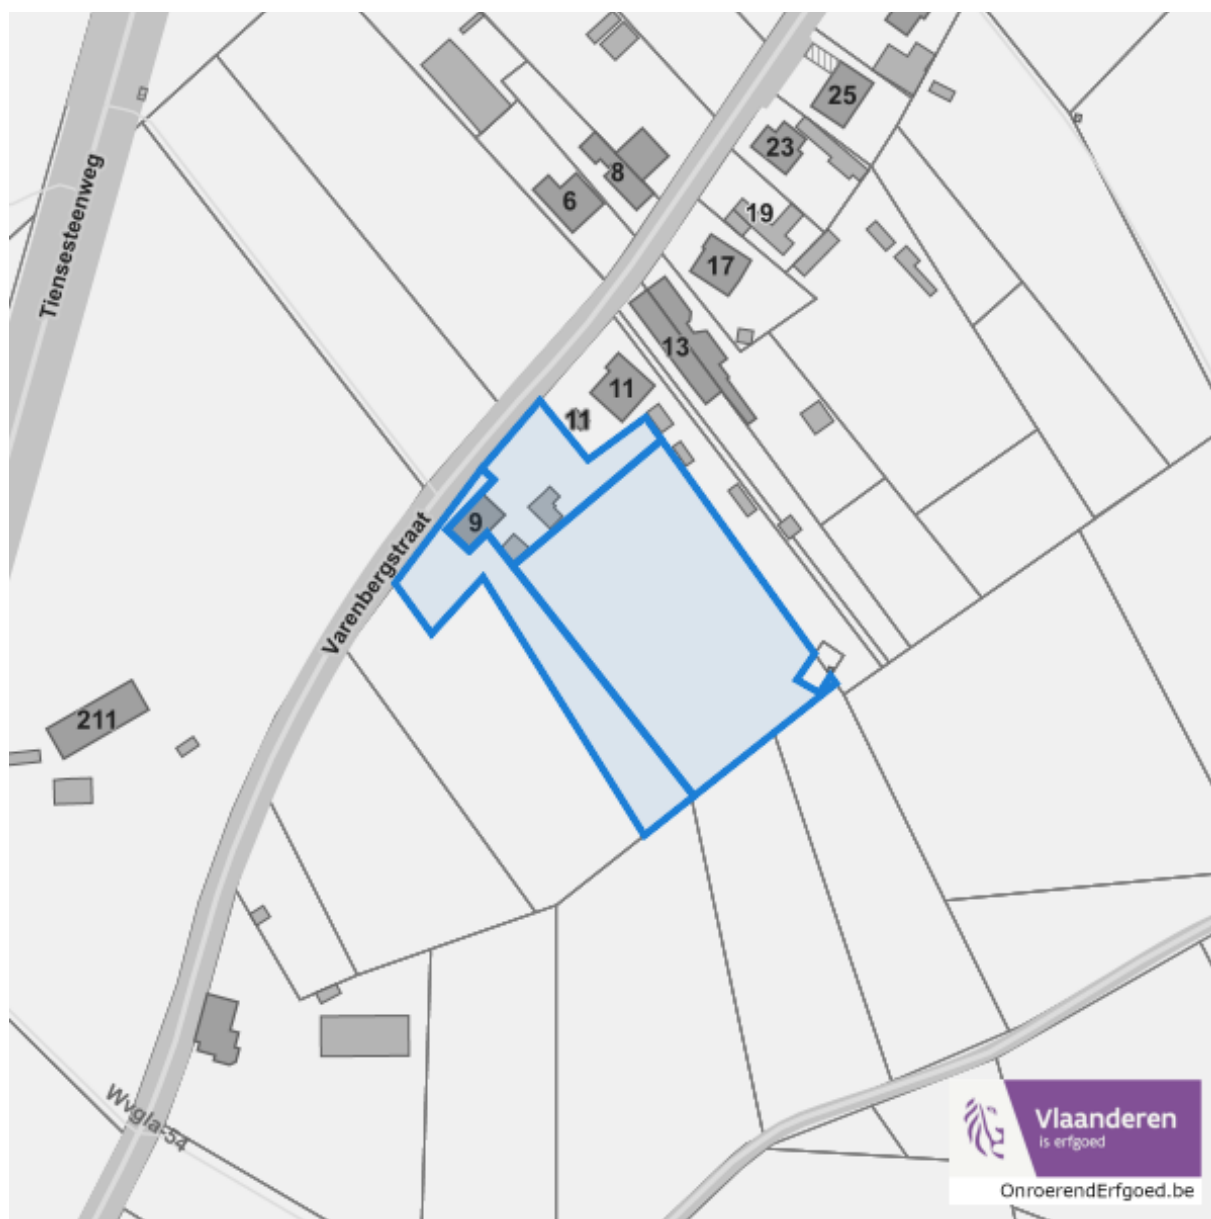 25
23
8
6
19
17
Tiensesteenweg
13
11
11
9
Varenbergstraat
211
Wvgla-54
Vlaanderen
is erfgoed
OnroerendErfgoed.be